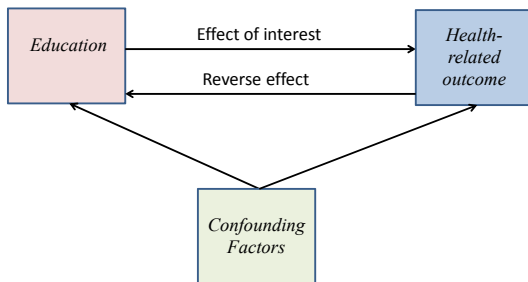 Education
Effect of interest
Health-
related
outcome
Reverse effect
Confounding
Factors